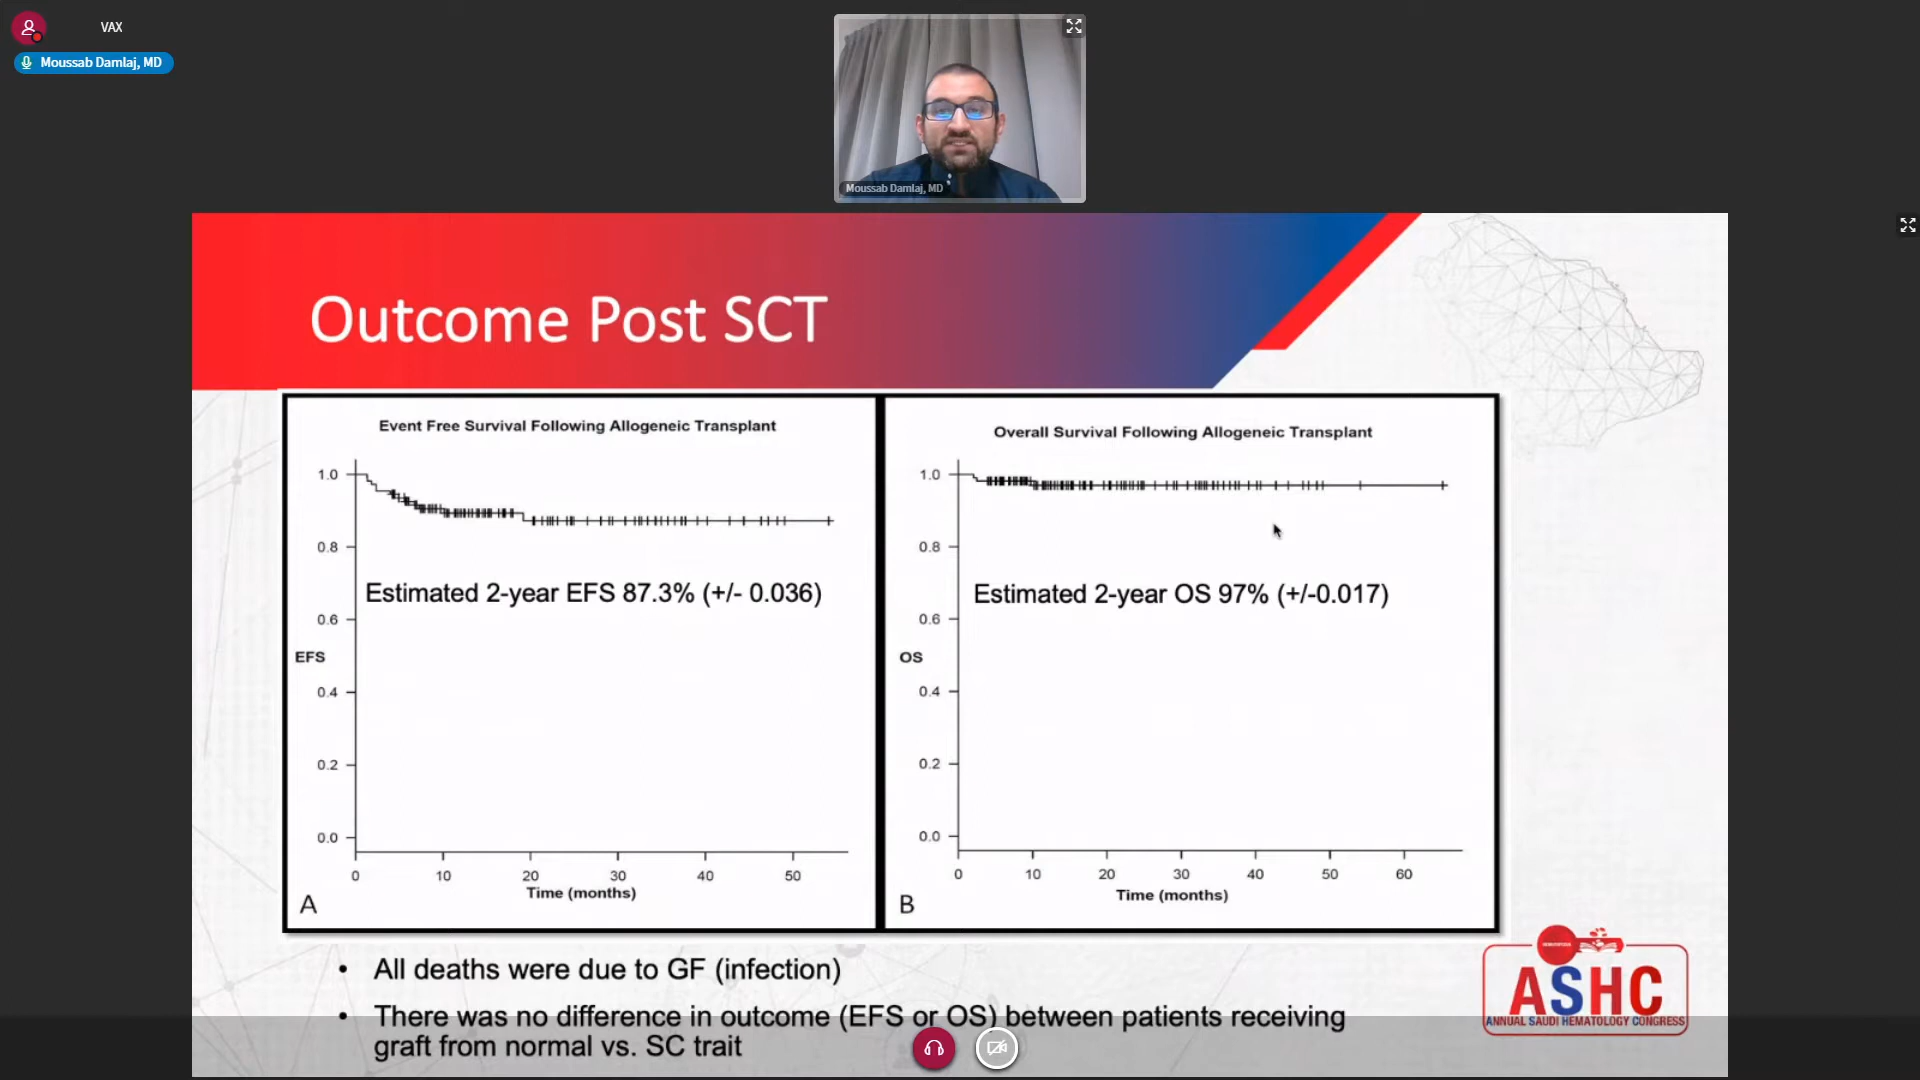 VAX
Moussab Damlaj, MD
Moussab Damlaj, MD
Outcome Post SCT
Event Free Survival Following Allogeneic Transplant
1.0
0.8
Estimated 2-year EFS 87.3% (+/- 0.036)
0.6
EFS
0.4
0.2
0.0
0 10 20 30 40 50
Time (months)
A
Overall Survival Following Allogeneic Transplant
1.0
0.8
Estimated 2-year OS 97% (+/-0.017)
0.6
OS
0.4
0.2
0.0
0 10 20 30 40 50 60
Time (months)
B
• All deaths were due to GF (infection)
• There was no difference in outcome (EFS or OS) between patients receiving
graft from normal vs. SC trait
ASHC
ANNUAL SAUDI HEMATOLOGY CONGRESS